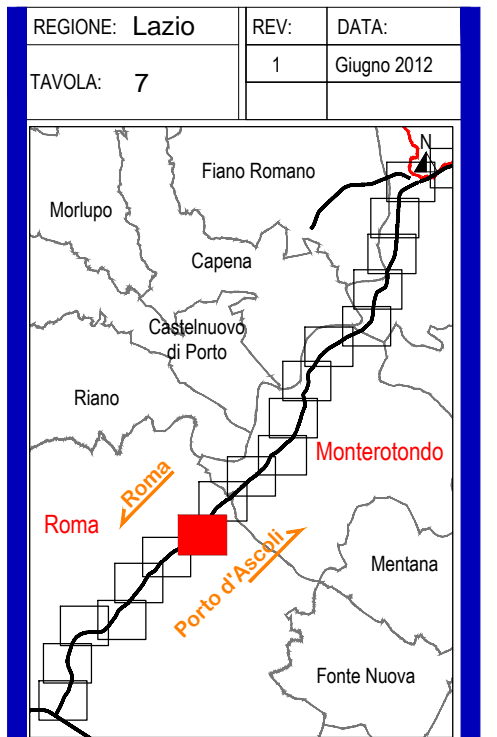 REGIONE: Lazio
REV:
DATA:
TAVOLA: 7
1
Giugno 2012
N
Fiano Romano
Morlupo
Capena
Castelnuovo
di Porto
Riano
Monterotondo
Roma
Roma
Porto d'Ascoli
Mentana
Fonte Nuova